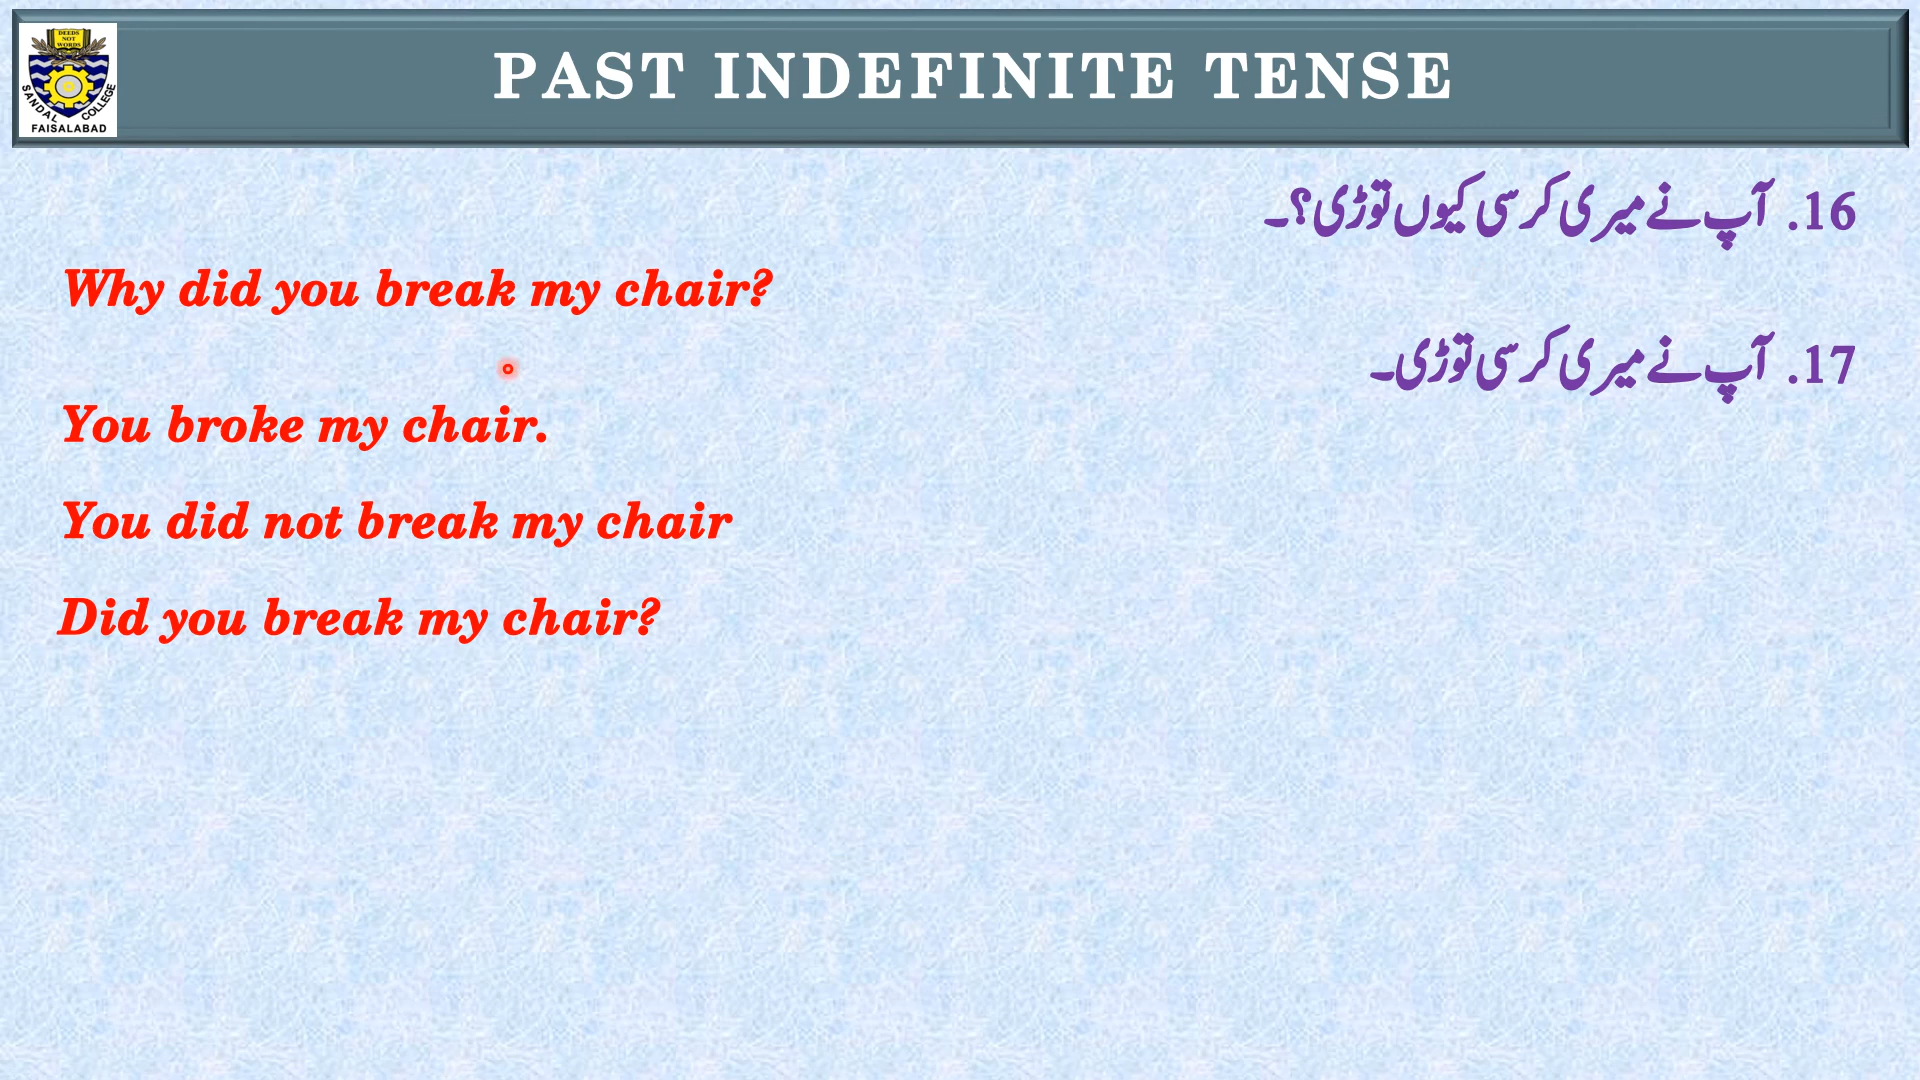 DEEDS
NOT
WORDS
SANDAL COLLEGE
FAISALABAD
PAST INDEFINITE TENSE
16. آپ نے میری کرسی کیوں توڑی؟۔
Why did you break my chair?
17. آپ نے میری کرسی توڑی۔
You broke my chair.
You did not break my chair
Did you break my chair?